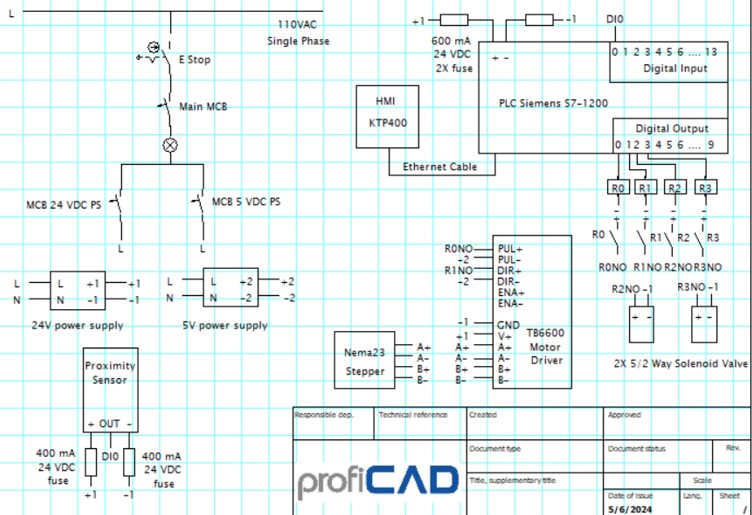 L
110VAC
Single Phase
E Stop
Main MCB
MCB 24 VDC PS
MCB 5 VDC PS
L
L
L
N
L +1
N -1
+1
-1
24V power supply
L
N
L +2
N -2
+2
-2
5V power supply
Proximity
Sensor
+ OUT -
400 mA
24 VDC
fuse
DI0
400 mA
24 VDC
fuse
+1
-1
+1
-1
600 mA
24 VDC
2X fuse
+ -
DI0
0 1 2 3 4 5 6 .... 13
Digital Input
PLC Siemens S7-1200
HMI
KTP400
Ethernet Cable
Digital Output
0 1 2 3 4 5 6 .... 9
R0 R1 R2 R3
R0 R1 R2 R3
R0NO R1NO R2NO R3NO
R2NO -1
R3NO -1
+ -
+ -
2X 5/2 Way Solenoid Valve
R0NO PUL+
-2 PUL-
R1NO DIR+
-2 DIR-
ENA+
ENA-
-1 GND
+1 V+
A+ A+
A- A-
B+ B+
B- B-
TB6600
Motor
Driver
Nema23
Stepper
A+
A-
B+
B-
Responsible dep.
Technical reference
Created
Approved
Document type
Document status
Rev.
profiCAD
Title, supplementary title
Scale
Date of issue
5/6/2024
Lang.
Sheet
/